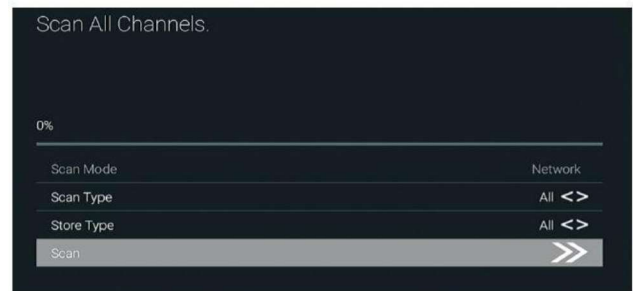 Scan All Channels.
0%
Scan Mode Network
Scan Type All <>
Store Type All <>
Scan